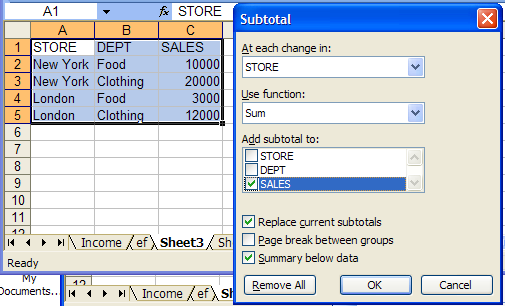 A1 fx STORE
A B C
1 STORE DEPT SALES
2 New York Food 10000
3 New York Clothing 20000
4 London Food 3000
5 London Clothing 12000
6
7
8
9
10
11
12
13
14
Income ef Sheet3 Sh
Ready
My
Documents..
12
Income ef Sh
Subtotal
At each change in:
STORE
Use function:
Sum
Add subtotal to:
STORE
DEPT
SALES
Replace current subtotals
Page break between groups
Summary below data
Remove All OK Cancel